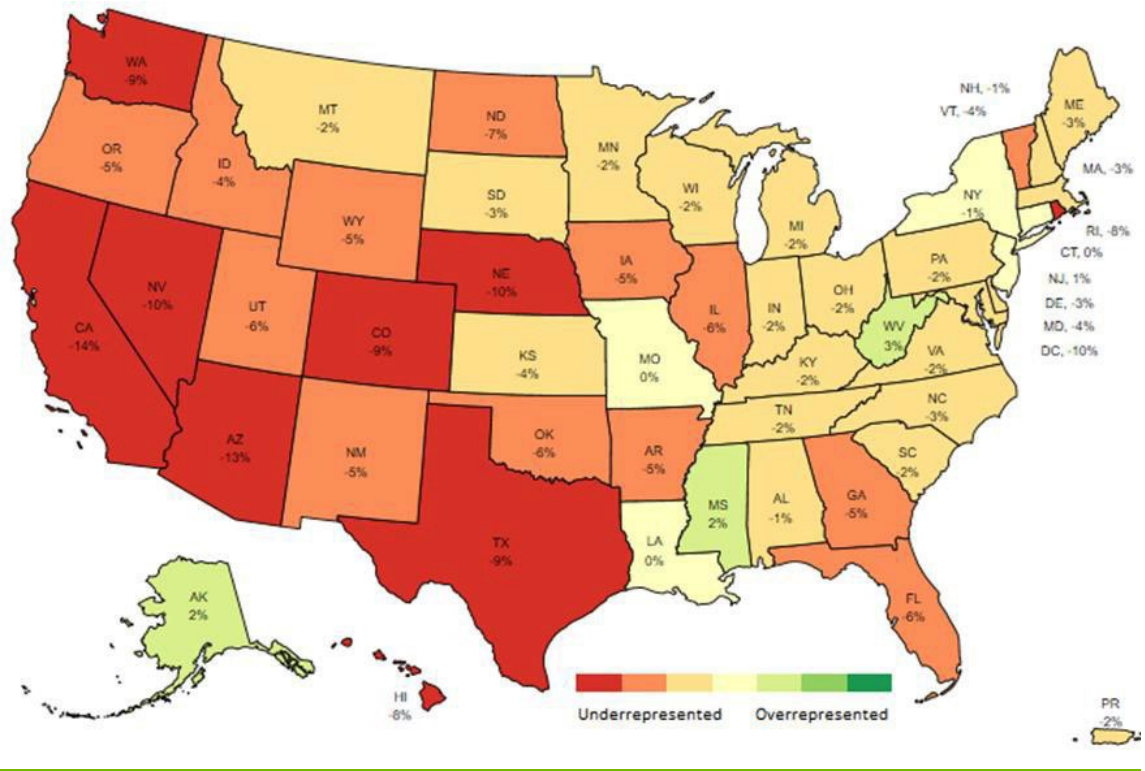 WA
-9%
OR
-5%
CA
-14%
NV
-10%
ID
-4%
MT
-2%
WY
-5%
UT
-6%
CO
-9%
AZ
-13%
NM
-5%
ND
-7%
SD
-3%
NE
-10%
KS
-4%
OK
-6%
TX
-9%
MN
-2%
IA
-5%
MO
0%
AR
-5%
LA
0%
WI
-2%
IL
-6%
MS
2%
MI
-2%
IN
-2%
OH
-2%
KY
-2%
TN
-2%
AL
-1%
GA
-5%
FL
-6%
SC
-2%
NC
-3%
VA
-2%
WV
3%
PA
-2%
NY
-1%
ME
-3%
NH, -1%
VT, -4%
MA, -3%
RI, -8%
CT, 0%
NJ, 1%
DE, -3%
MD, -4%
DC, -10%
AK
2%
HI
-8%
PR
-2%
Underrepresented
Overrepresented